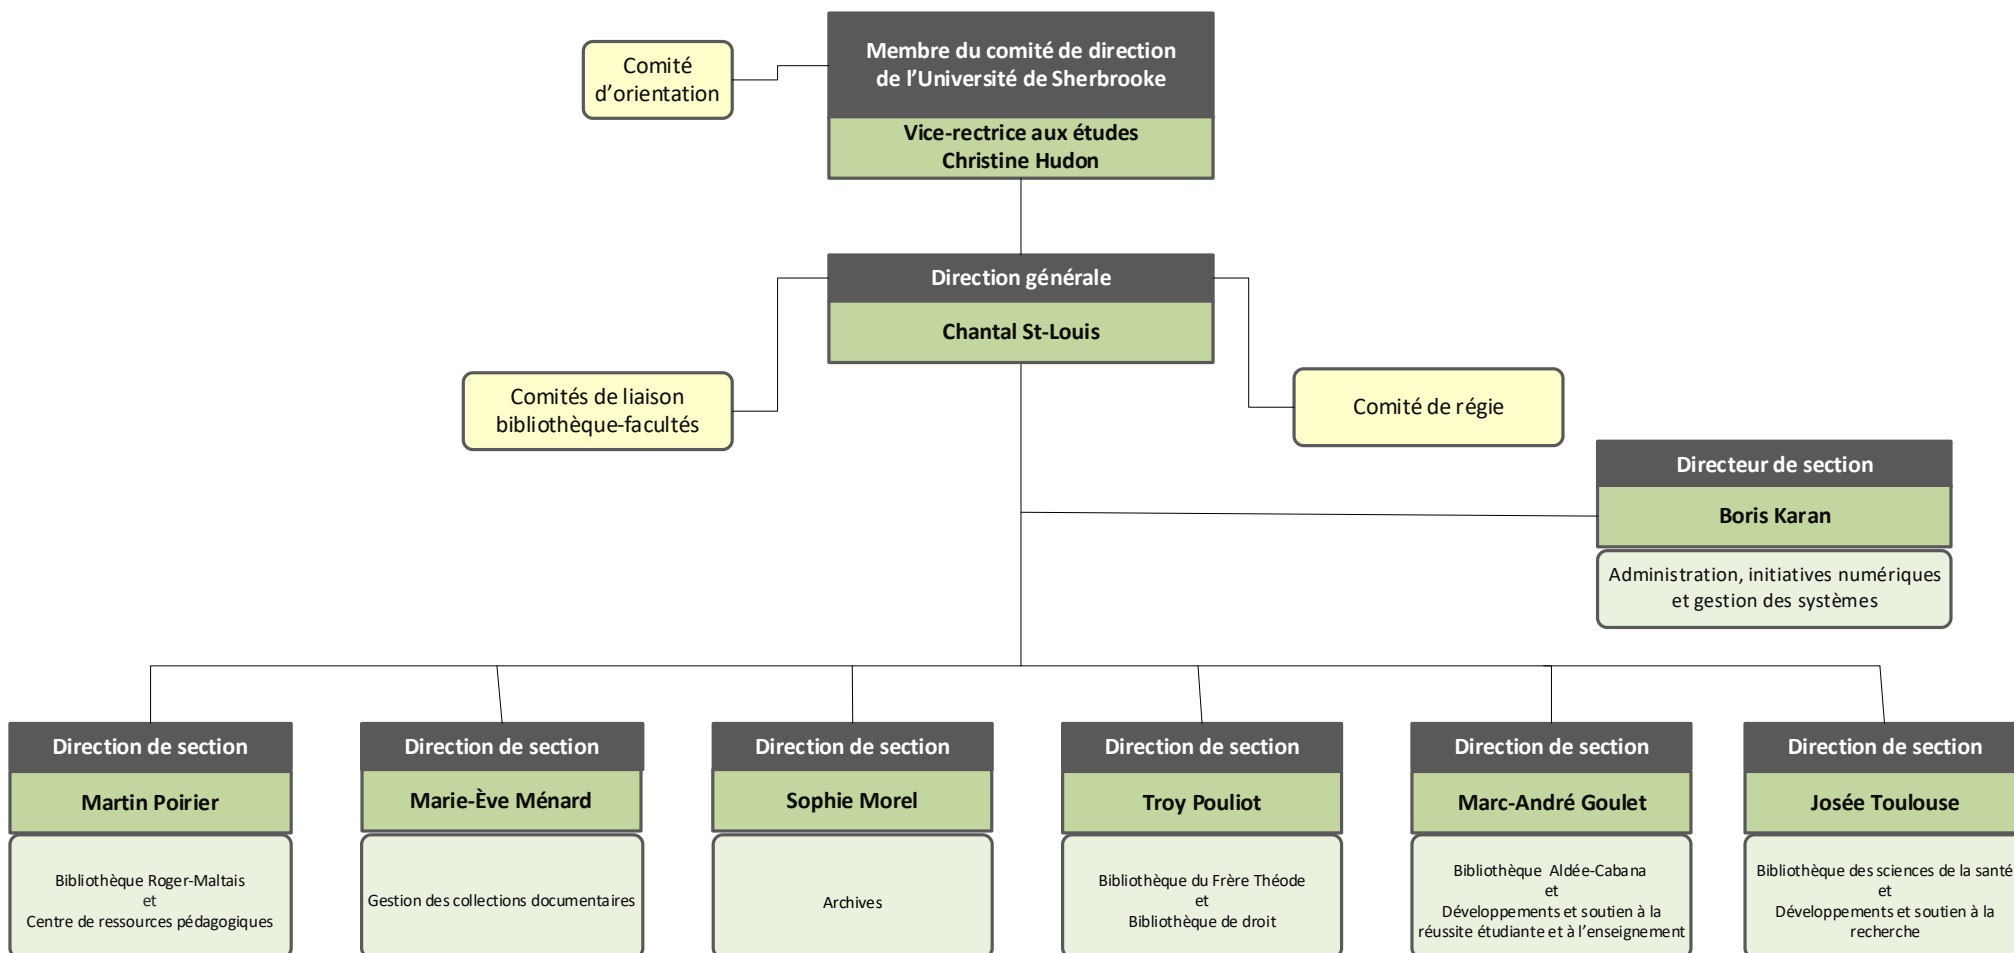 Membre du comité de direction
de l'Université de Sherbrooke
Vice-rectrice aux études
Christine Hudon
Comité
d'orientation
Direction générale
Chantal St-Louis
Comités de liaison
bibliothèque-facultés
Comité de régie
Directeur de section
Boris Karan
Administration, initiatives numériques
et gestion des systèmes
Direction de section
Martin Poirier
Bibliothèque Roger-Maltais
et
Centre de ressources pédagogiques
Direction de section
Marie-Ève Ménard
Gestion des collections documentaires
Direction de section
Sophie Morel
Archives
Direction de section
Troy Pouliot
Bibliothèque du Frère Théode
et
Bibliothèque de droit
Direction de section
Marc-André Goulet
Bibliothèque Aldée-Cabana
et
Développements et soutien à la
réussite étudiante et à l'enseignement
Direction de section
Josée Toulouse
Bibliothèque des sciences de la santé
et
Développements et soutien à la
recherche